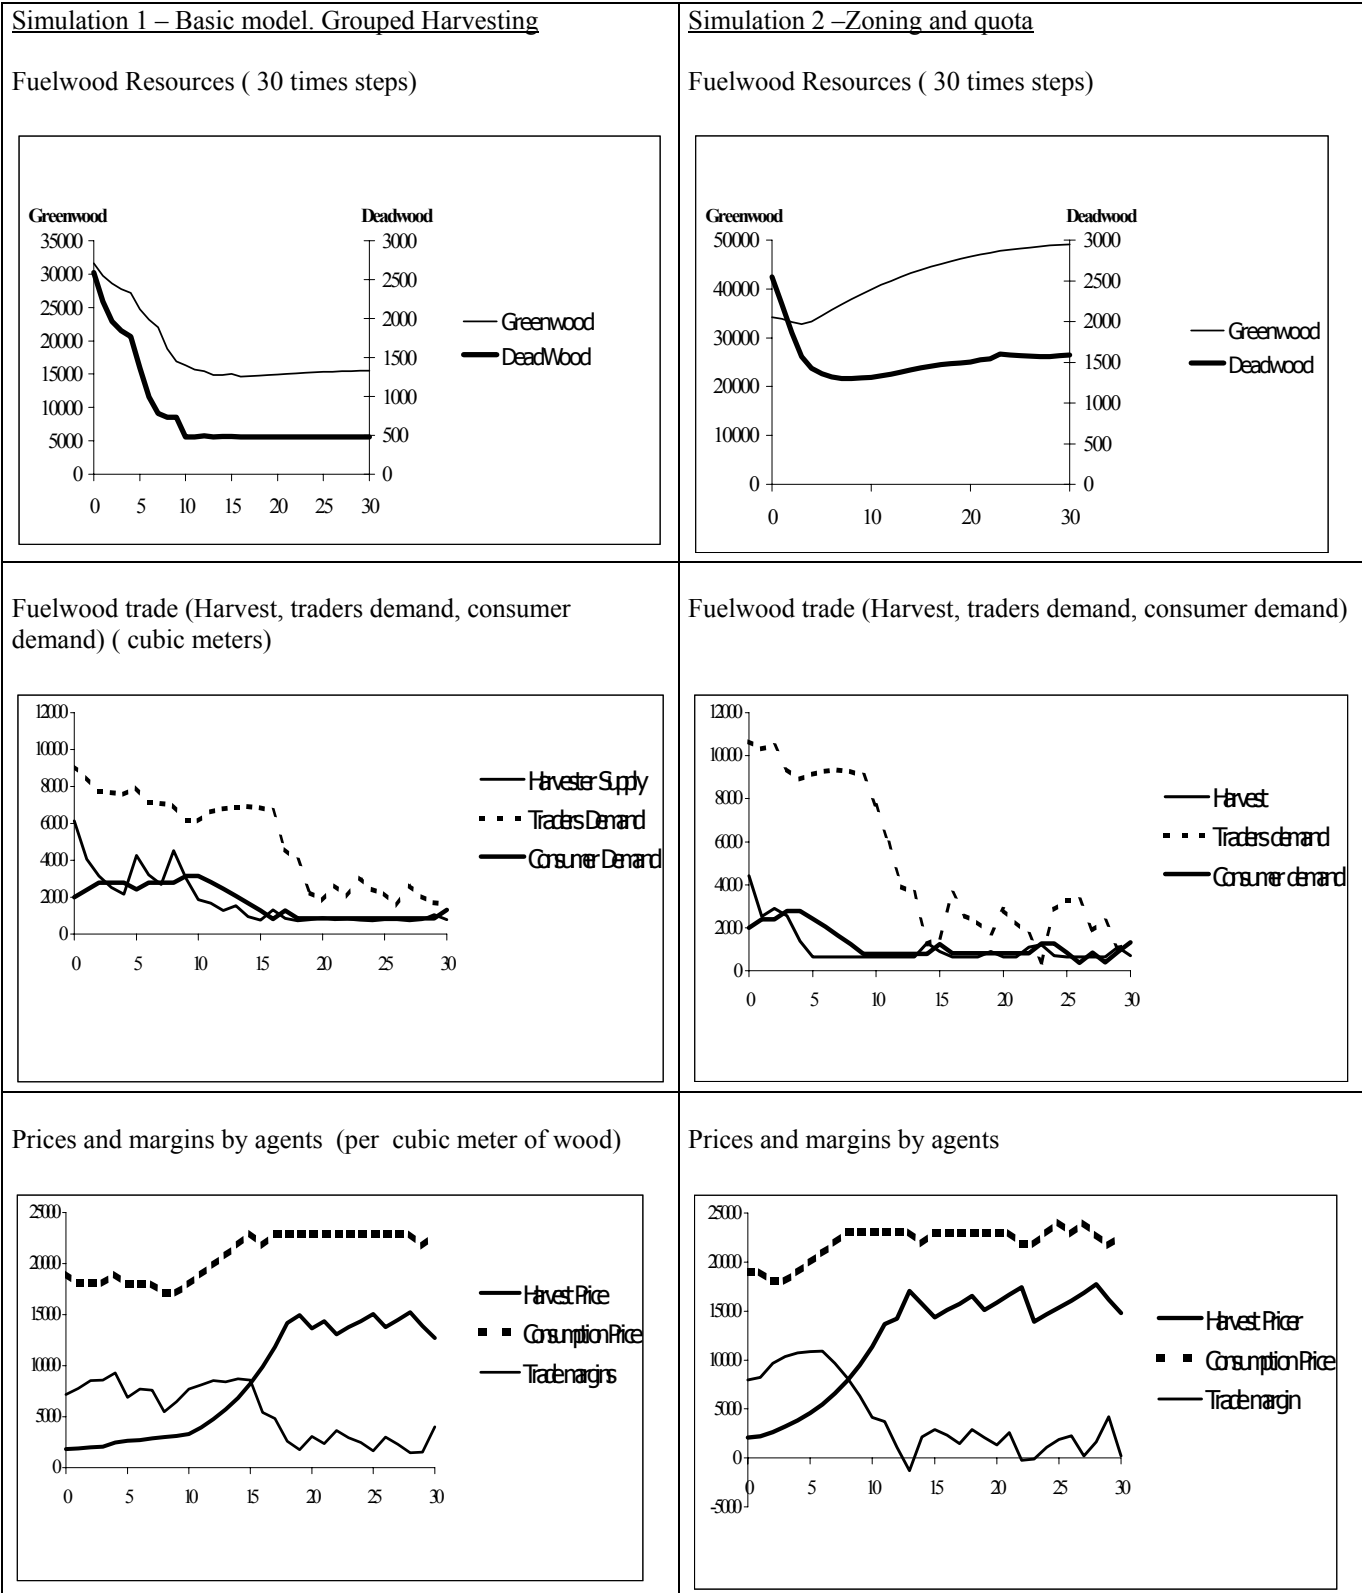 Simulation 1 – Basic model. Grouped Harvesting
Fuelwood Resources ( 30 times steps)
Greenwood
Deadwood
35000
30000
25000
20000
15000
10000
5000
0
3000
2500
2000
1500
1000
500
0
0 5 10 15 20 25 30
Greenwood
DeadWood
Simulation 2 –Zoning and quota
Fuelwood Resources ( 30 times steps)
Greenwood
Deadwood
50000
40000
30000
20000
10000
0
3000
2500
2000
1500
1000
500
0
0 10 20 30
Greenwood
Deadwood
Fuelwood trade (Harvest, traders demand, consumer
demand) ( cubic meters)
12000
10000
8000
6000
4000
2000
0
0 5 10 15 20 25 30
Harvester Supply
Traders Demand
Consumer Demand
Fuelwood trade (Harvest, traders demand, consumer demand)
12000
10000
8000
6000
4000
2000
0
0 5 10 15 20 25 30
Harvest
Traders demand
Consumer demand
Prices and margins by agents (per cubic meter of wood)
25000
20000
15000
10000
5000
0
0 5 10 15 20 25 30
Harvest Price
Consumption Price
Trade margins
Prices and margins by agents
25000
20000
15000
10000
5000
0
-5000
0 5 10 15 20 25 30
Harvest Pricer
Consumption Price
Trade margin